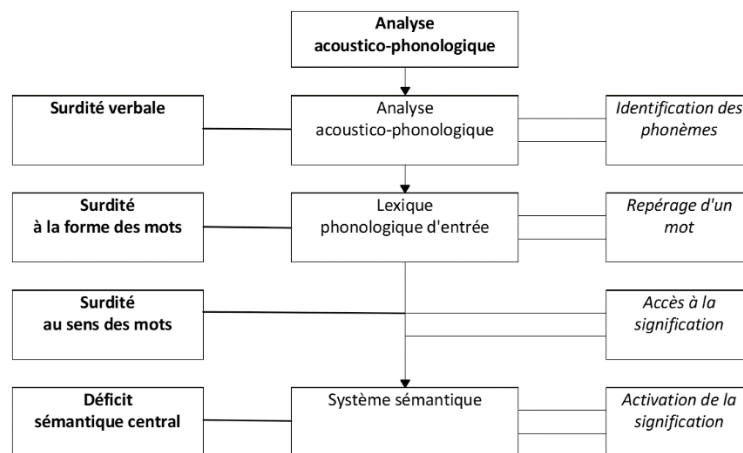 Analyse
acoustico-phonologique
Surdité verbale
Analyse
acoustico-phonologique
Identification des
phonèmes
Surdité
à la forme des mots
Lexique
phonologique d'entrée
Repérage d'un
mot
Surdité
au sens des mots
Accès à la
signification
Déficit
sémantique central
Système sémantique
Activation de la
signification